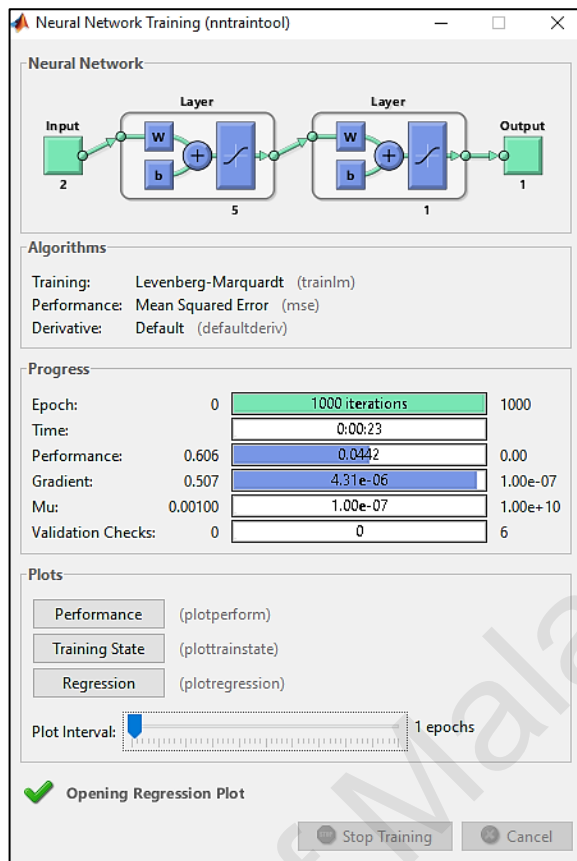 Neural Network Training (nntraintool)
Neural Network
Layer Layer
Input W W Output
b b
2 5 1 1
Algorithms
Training: Levenberg-Marquardt (trainlm)
Performance: Mean Squared Error (mse)
Derivative: Default (defaultderiv)
Progress
Epoch: 0 1000 iterations 1000
Time: 0:00:23
Performance: 0.606 0.0442 0.00
Gradient: 0.507 4.31e-06 1.00e-07
Mu: 0.00100 1.00e-07 1.00e+10
Validation Checks: 0 0 6
Plots
Performance (plotperform)
Training State (plottrainstate)
Regression (plotregression)
Plot Interval: 1 epochs
Opening Regression Plot
Stop Training Cancel